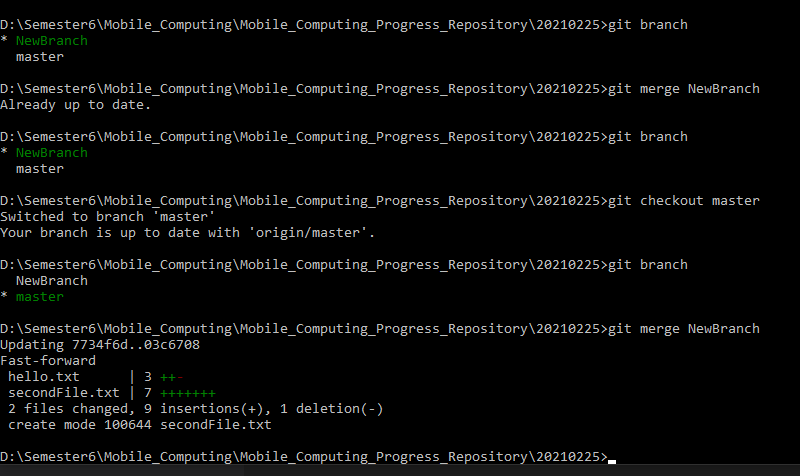 D:\Semester6\Mobile_Computing\Mobile_Computing_Progress_Repository\20210225>git branch
* NewBranch
  master
D:\Semester6\Mobile_Computing\Mobile_Computing_Progress_Repository\20210225>git merge NewBranch
Already up to date.
D:\Semester6\Mobile_Computing\Mobile_Computing_Progress_Repository\20210225>git branch
* NewBranch
  master
D:\Semester6\Mobile_Computing\Mobile_Computing_Progress_Repository\20210225>git checkout master
Switched to branch 'master'
Your branch is up to date with 'origin/master'.
D:\Semester6\Mobile_Computing\Mobile_Computing_Progress_Repository\20210225>git branch
  NewBranch
* master
D:\Semester6\Mobile_Computing\Mobile_Computing_Progress_Repository\20210225>git merge NewBranch
Updating 7734f6d..03c6708
Fast-forward
 hello.txt      | 3 ++-
 secondFile.txt | 7 +++++++
 2 files changed, 9 insertions(+), 1 deletion(-)
 create mode 100644 secondFile.txt
D:\Semester6\Mobile_Computing\Mobile_Computing_Progress_Repository\20210225>